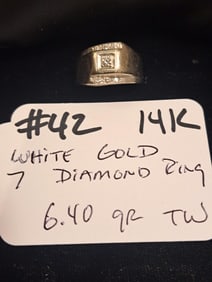 #42 14K
WHITE GOLD
7 DIAMOND RING
6.40 gR TW